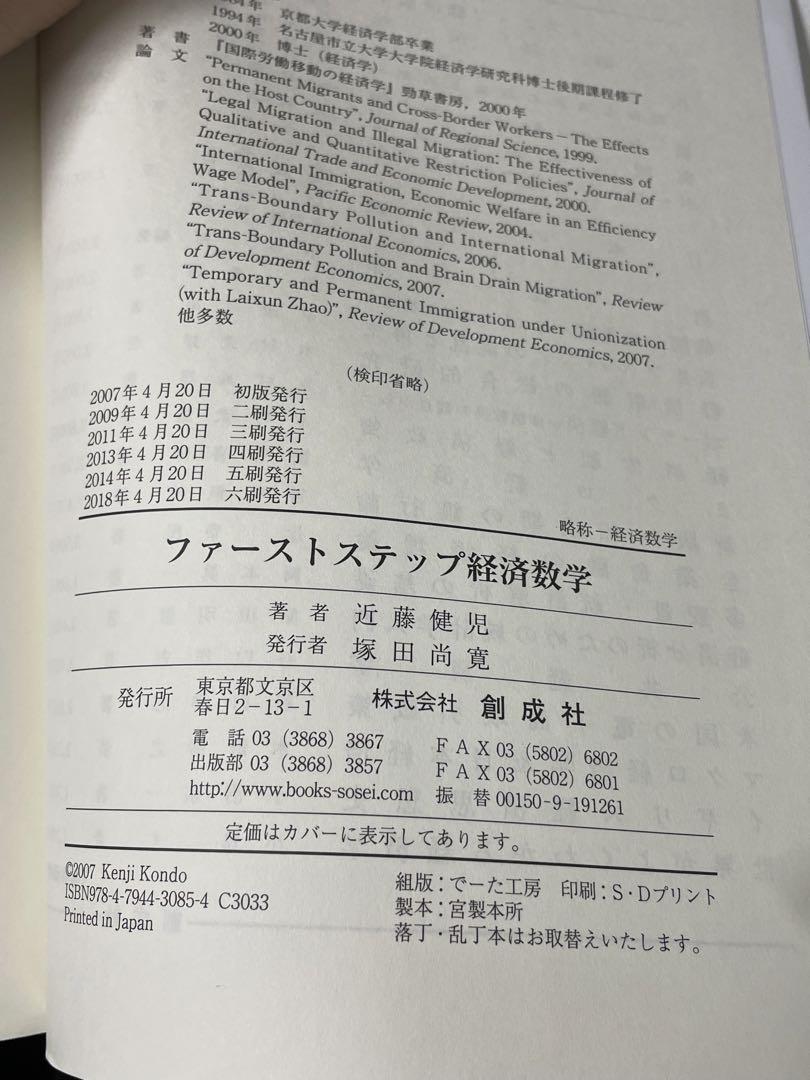 84年 京都大学経済学部卒業
1994年 名古屋市立大学大学院経済学研究科博士後期課程修了
2000年 博士(経済学)
著書 『国際労働移動の経済学』勁草書房,2000年
論文 “Permanent Migrants and Cross-Border Workers – The Effects
on the Host Country”, Journal of Regional Science, 1999.
“Legal Migration and Illegal Migration: The Effectiveness of
Qualitative and Quantitative Restriction Policies”, Journal of
International Trade and Economic Development, 2000.
“International Immigration, Economic Welfare in an Efficiency
Wage Model”, Pacific Economic Review, 2004.
“Trans-Boundary Pollution and International Migration”,
Review of International Economics, 2006.
“Trans-Boundary Pollution and Brain Drain Migration”, Review
of Development Economics, 2007.
“Temporary and Permanent Immigration under Unionization
(with Laixun Zhao)”, Review of Development Economics, 2007.
他多数
(検印省略)
2007年4月20日 初版発行
2009年4月20日 二刷発行
2011年4月20日 三刷発行
2013年4月20日 四刷発行
2014年4月20日 五刷発行
2018年4月20日 六刷発行
略称−経済数学
ファーストステップ経済数学
著者 近藤健児
発行者 塚田尚寛
発行所 東京都文京区 春日2−13−1 株式会社 創成社
電話 03(3868)3867 FAX 03(5802)6802
出版部 03(3868)3857 FAX 03(5802)6801
http://www.books-sosei.com 振替 00150-9-191261
定価はカバーに表示してあります。
©2007 Kenji Kondo
ISBN978-4-7944-3085-4 C3033
Printed in Japan
組版:でーた工房 印刷:S・Dプリント
製本:宮製本所
落丁・乱丁本はお取替えいたします。